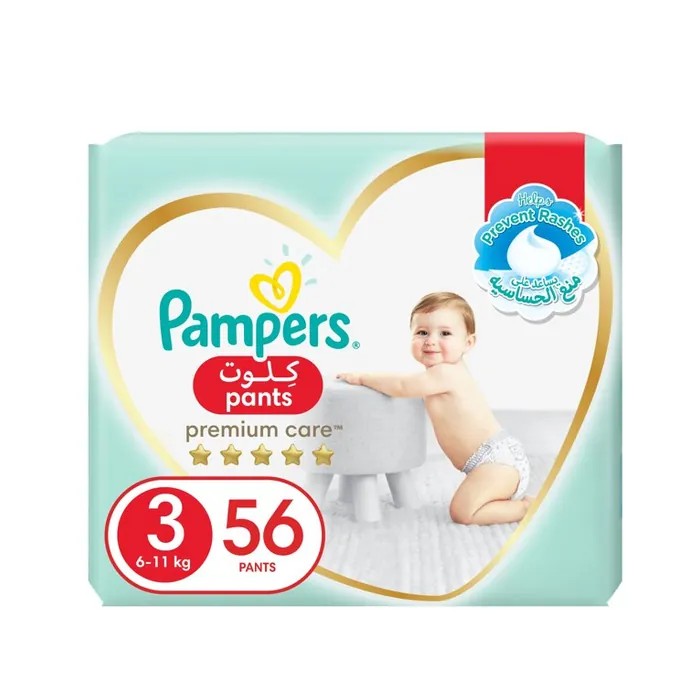 Helps
Prevent Rashes
تساعد على
منع الحساسية
Pampers®
كلوت
pants
premium care™
3
6-11 kg
56
PANTS